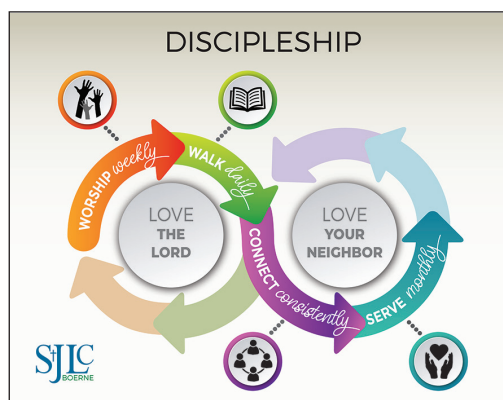 DISCIPLESHIP
WORSHIP weekly
WALK daily
LOVE
THE
LORD
LOVE
YOUR
NEIGHBOR
CONNECT consistently
SERVE monthly
SJLC
BOERNE